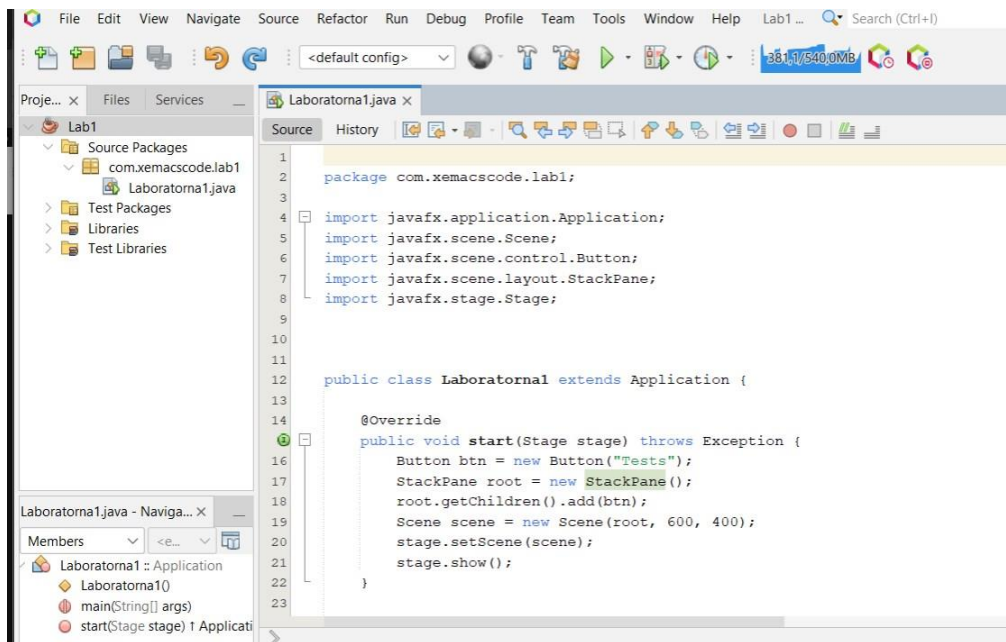 File Edit View Navigate Source Refactor Run Debug Profile Team Tools Window Help Lab1 ... Search (Ctrl+I)
<default config> 381,1/540,0MB
Proje... × Files Services
Laboratorna1.java ×
Lab1
Source Packages
com.xemacscode.lab1
Laboratorna1.java
Test Packages
Libraries
Test Libraries
Source History
1
2 package com.xemacscode.lab1;
3
4 import javafx.application.Application;
5 import javafx.scene.Scene;
6 import javafx.scene.control.Button;
7 import javafx.scene.layout.StackPane;
8 import javafx.stage.Stage;
9
10
11
12 public class Laboratorna1 extends Application {
13
14 @Override
public void start(Stage stage) throws Exception {
16 Button btn = new Button("Tests");
17 StackPane root = new StackPane();
18 root.getChildren().add(btn);
19 Scene scene = new Scene(root, 600, 400);
20 stage.setScene(scene);
21 stage.show();
22 }
23
Laboratorna1.java - Naviga... ×
Members <e...
Laboratorna1 :: Application
Laboratorna1()
main(String[] args)
start(Stage stage) ↑ Applicati